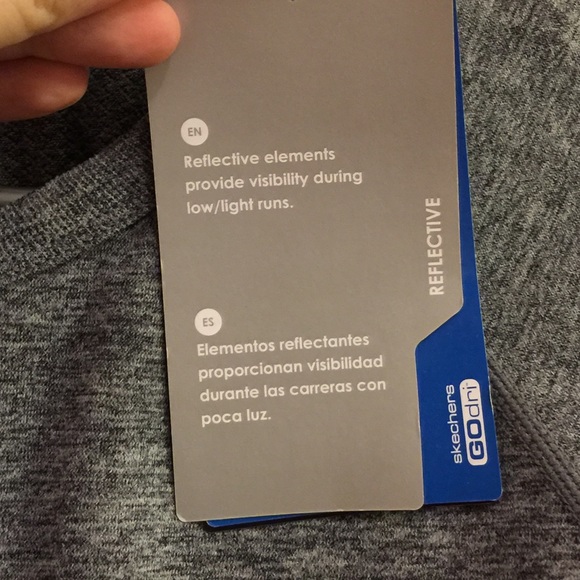 EN
Reflective elements
provide visibility during
low/light runs.
REFLECTIVE
ES
Elementos reflectantes
proporcionan visibilidad
durante las carreras con
poca luz.
skechers
GOdri